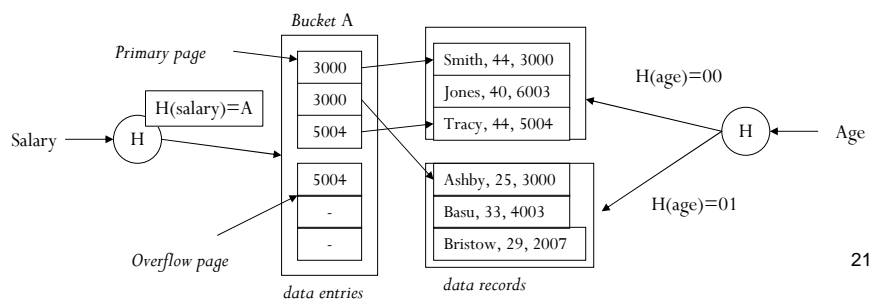 Bucket A
Primary page
3000
3000
5004
5004
-
-
Overflow page
data entries
Salary
H
H(salary)=A
Smith, 44, 3000
Jones, 40, 6003
Tracy, 44, 5004
Ashby, 25, 3000
Basu, 33, 4003
Bristow, 29, 2007
data records
H(age)=00
H
Age
H(age)=01
21